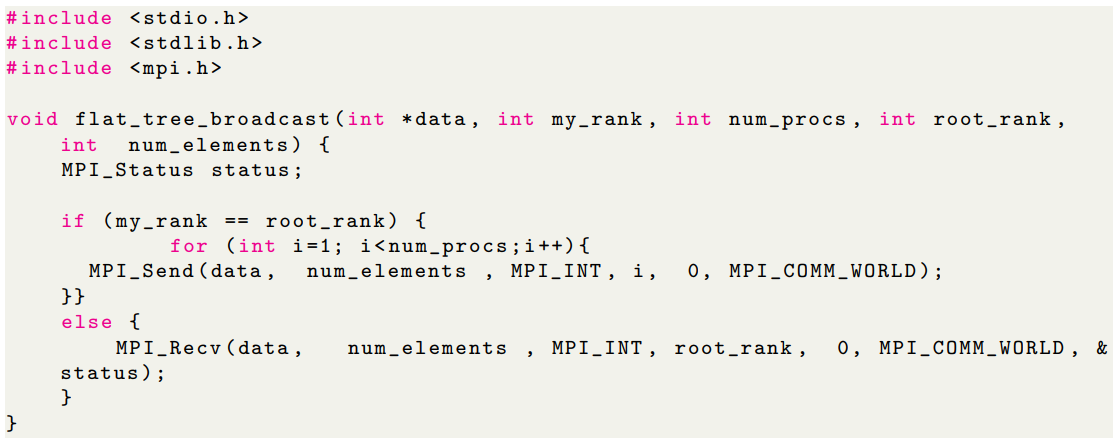 #include <stdio.h>
#include <stdlib.h>
#include <mpi.h>
void flat_tree_broadcast(int *data, int my_rank, int num_procs, int root_rank,
int num_elements) {
MPI_Status status;
if (my_rank == root_rank) {
for (int i=1; i<num_procs;i++){
MPI_Send(data, num_elements , MPI_INT, i, 0, MPI_COMM_WORLD);
}}
else {
MPI_Recv(data, num_elements , MPI_INT, root_rank, 0, MPI_COMM_WORLD, &
status);
}
}